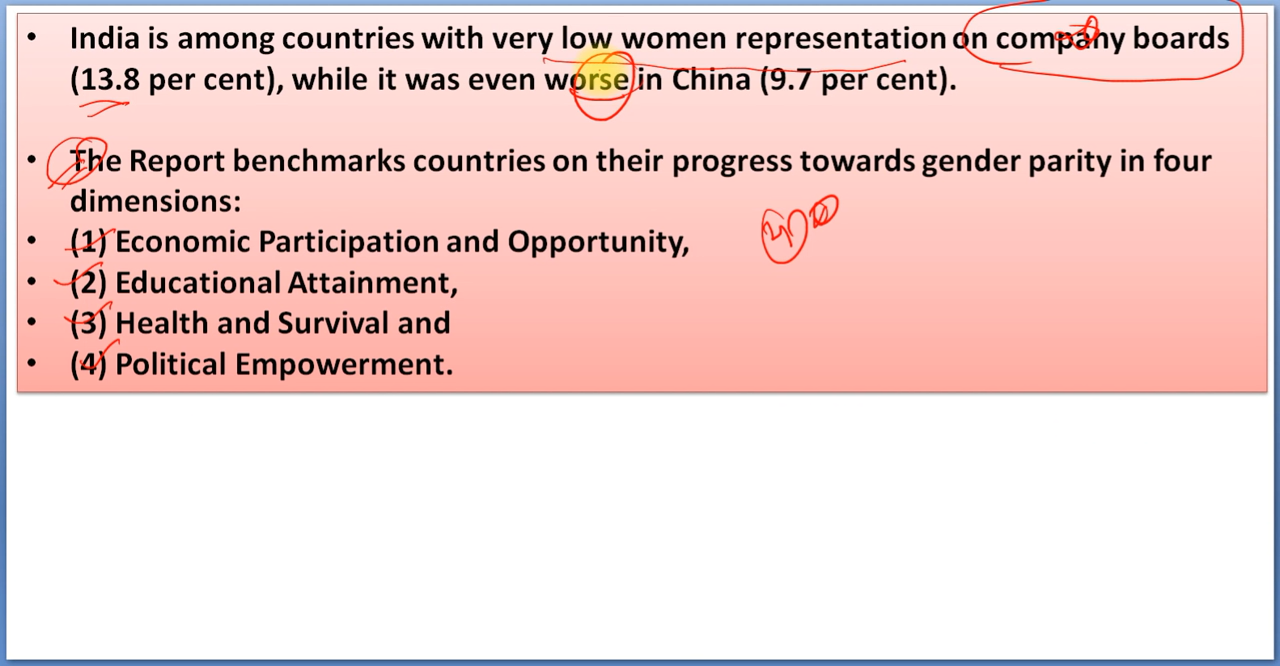 • India is among countries with very low women representation on company boards
(13.8 per cent), while it was even worse in China (9.7 per cent).
• The Report benchmarks countries on their progress towards gender parity in four
dimensions:
• (1) Economic Participation and Opportunity,
• (2) Educational Attainment,
• (3) Health and Survival and
• (4) Political Empowerment.